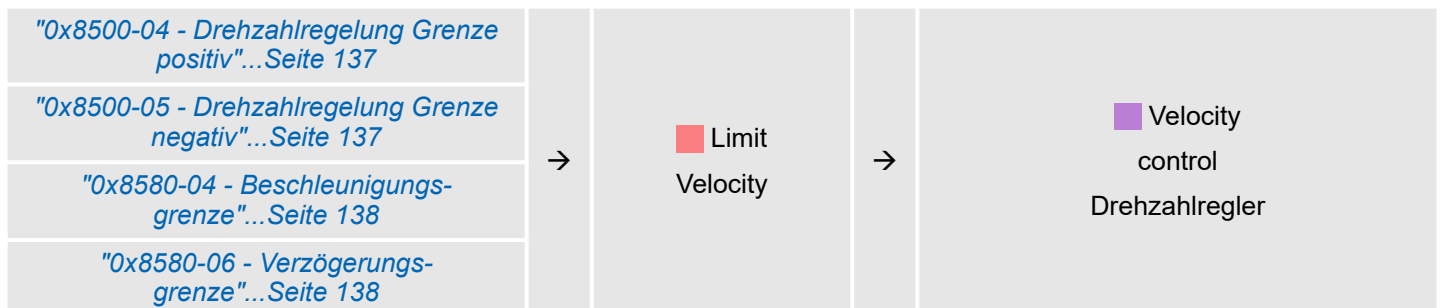 "0x8500-04 - Drehzahlregelung Grenze
positiv"...Seite 137
"0x8500-05 - Drehzahlregelung Grenze
negativ"...Seite 137
"0x8580-04 - Beschleunigungs-
grenze"...Seite 138
"0x8580-06 - Verzögerungs-
grenze"...Seite 138
→
Limit
Velocity
→
Velocity
control
Drehzahlregler